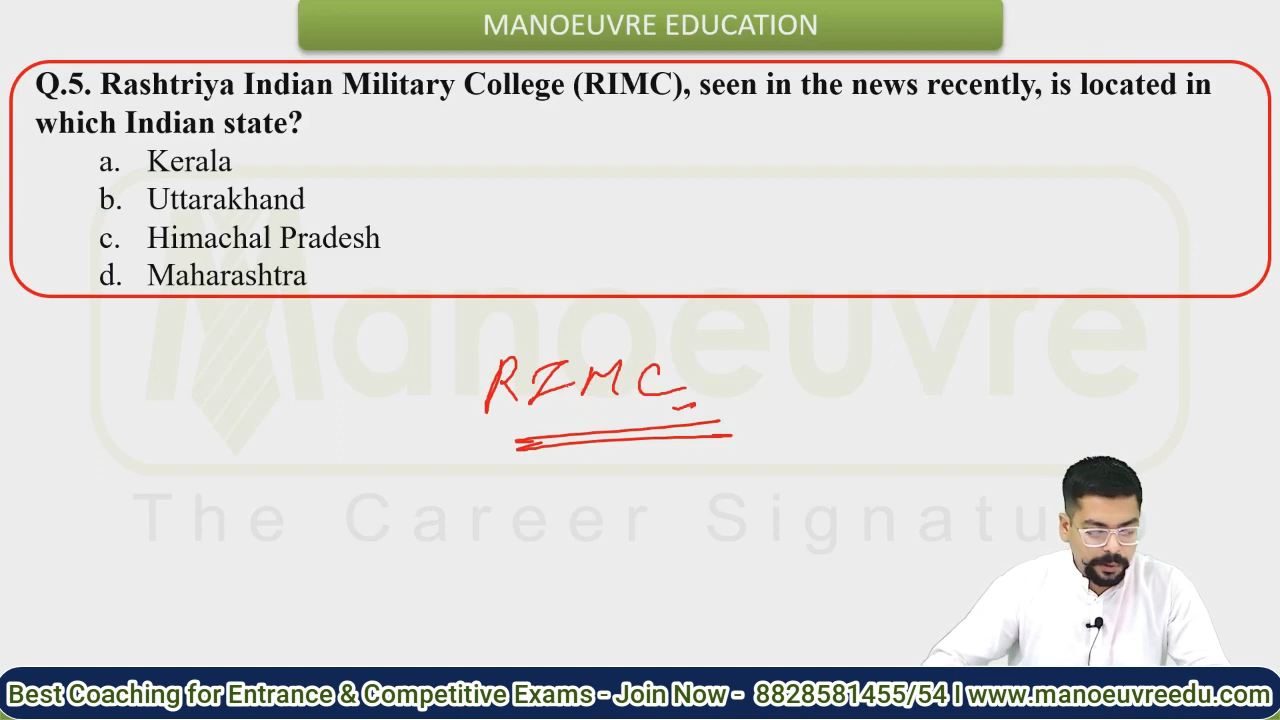 MANOEUVRE EDUCATION
Q.5. Rashtriya Indian Military College (RIMC), seen in the news recently, is located in
which Indian state?
a. Kerala
b. Uttarakhand
c. Himachal Pradesh
d. Maharashtra
Manoeuvre
RIMC
The Career Signature
Best Coaching for Entrance & Competitive Exams - Join Now - 8828581455/54 I www.manoeuvreedu.com